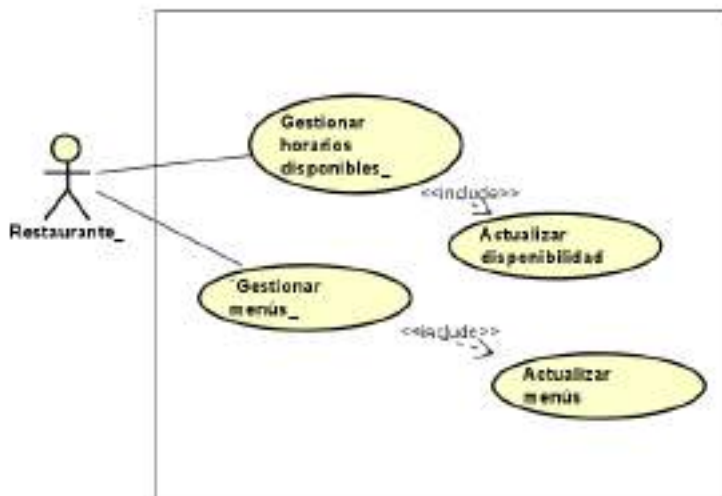 Gestionar
horarios
disponibles_
<<include>>
Restaurante_
Actualizar
disponibilidad
Gestionar
menús_
<<include>>
Actualizar
menús